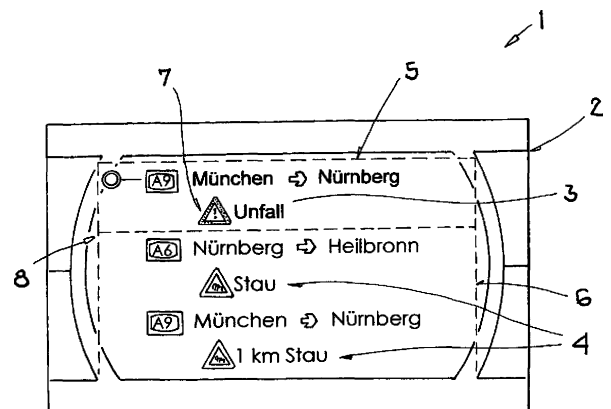 1
7
5
2
A9 München ➩ Nürnberg
Unfall
3
8
A6 Nürnberg ➩ Heilbronn
Stau
6
A9 München ➩ Nürnberg
4
1 km Stau